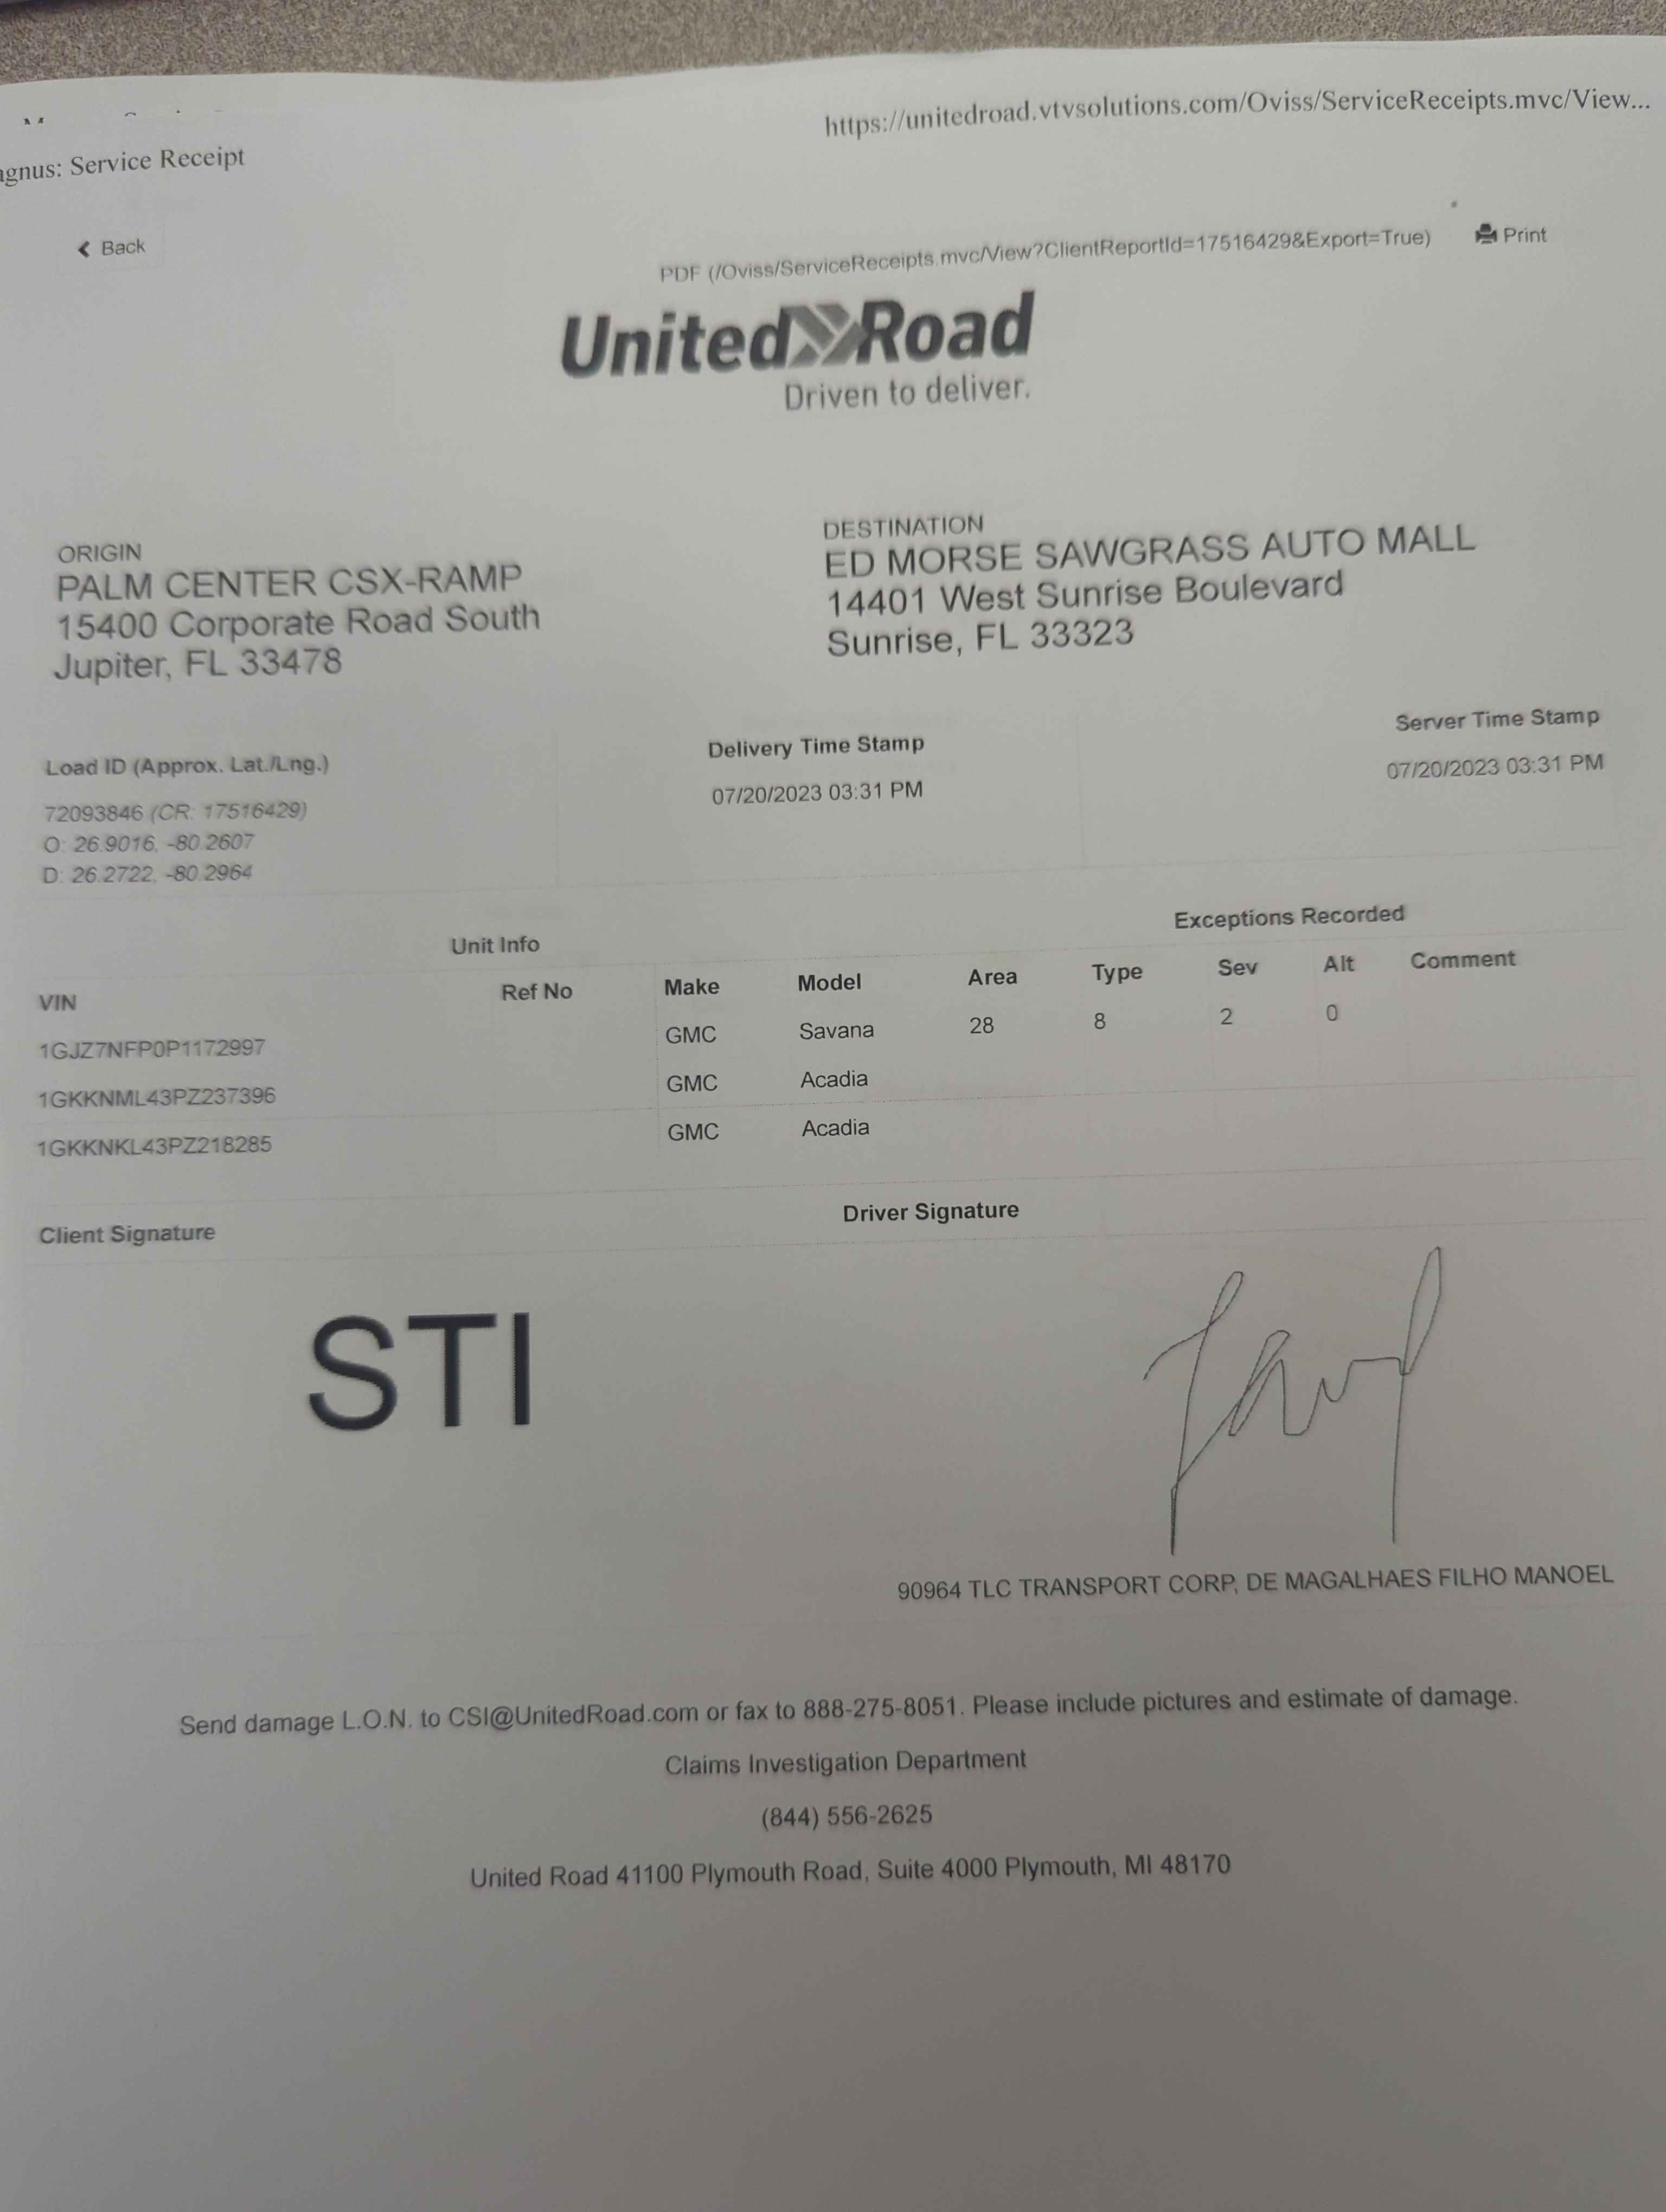 agnus: Service Receipt
https://unitedroad.vtvsolutions.com/Oviss/ServiceReceipts.mvc/View...
Back
PDF (/Oviss/ServiceReceipts.mvc/View?ClientReportId=17516429&Export=True)
Print
United Road
Driven to deliver.
ORIGIN
PALM CENTER CSX-RAMP
15400 Corporate Road South
Jupiter, FL 33478
DESTINATION
ED MORSE SAWGRASS AUTO MALL
14401 West Sunrise Boulevard
Sunrise, FL 33323
Load ID (Approx. Lat./Lng.)
72093846 (CR: 17516429)
O: 26.9016, -80.2607
D: 26.2722, -80.2964
Delivery Time Stamp
07/20/2023 03:31 PM
Server Time Stamp
07/20/2023 03:31 PM
Unit Info
Exceptions Recorded
VIN Ref No Make Model Area Type Sev Alt Comment
1GJZ7NFP0P1172997 GMC Savana 28 8 2 0
1GKKNML43PZ237396 GMC Acadia
1GKKNKL43PZ218285 GMC Acadia
Client Signature
Driver Signature
STI
90964 TLC TRANSPORT CORP, DE MAGALHAES FILHO MANOEL
Send damage L.O.N. to CSI@UnitedRoad.com or fax to 888-275-8051. Please include pictures and estimate of damage.
Claims Investigation Department
(844) 556-2625
United Road 41100 Plymouth Road, Suite 4000 Plymouth, MI 48170